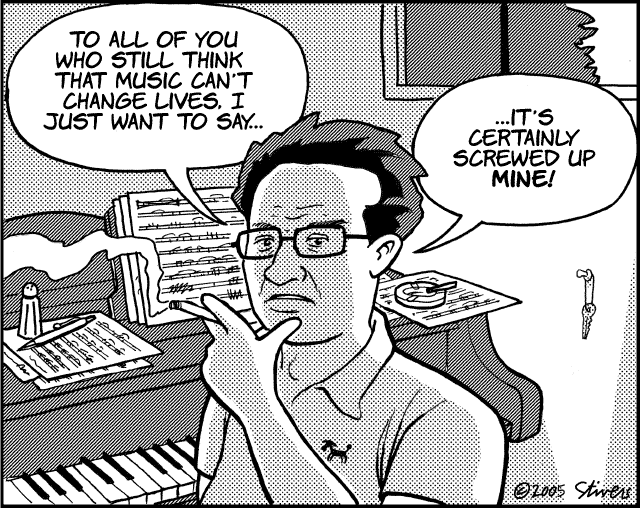 TO ALL OF YOU
WHO STILL THINK
THAT MUSIC CAN'T
CHANGE LIVES, I
JUST WANT TO SAY...
...IT'S
CERTAINLY
SCREWED UP
MINE!
©2005 Stivers